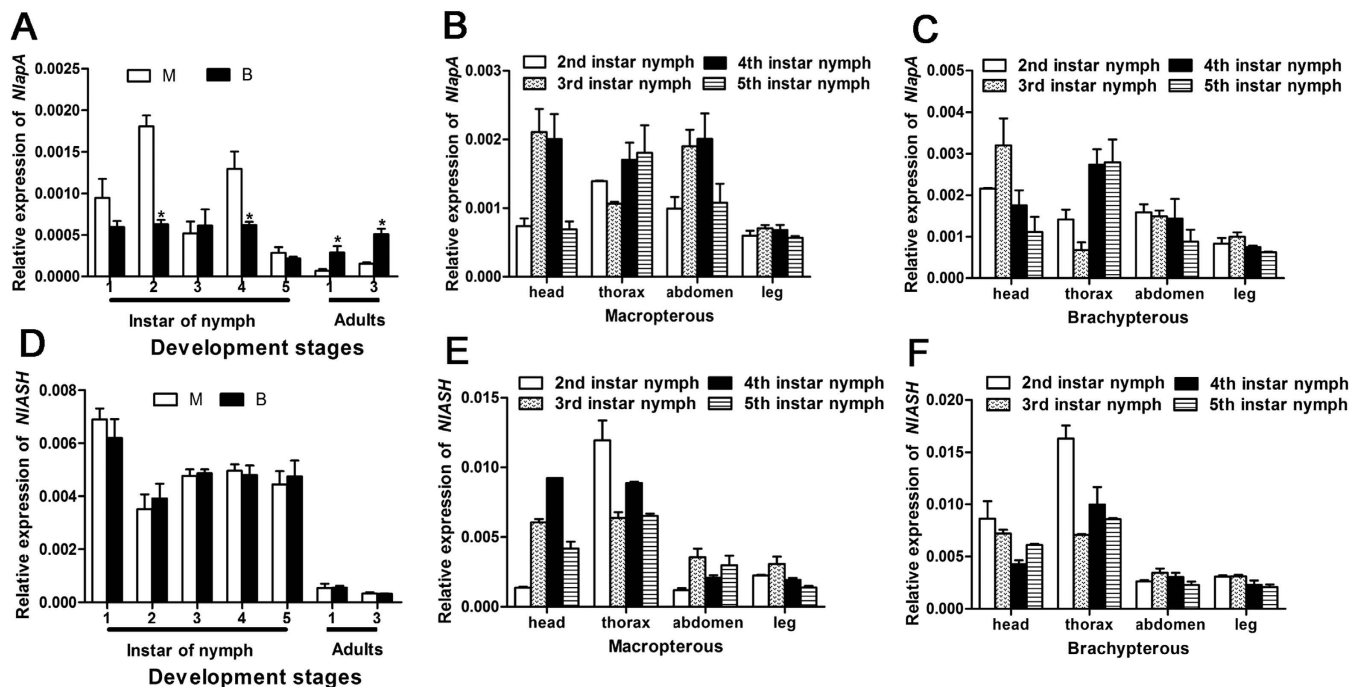 A
Relative expression of NlapA
M B
0.0025
0.0020
0.0015
0.0010
0.0005
0.0000
* * * *
1 2 3 4 5 1 3
Instar of nymph Adults
Development stages
B
Relative expression of NlapA
2nd instar nymph 4th instar nymph
3rd instar nymph 5th instar nymph
0.003
0.002
0.001
0.000
head thorax abdomen leg
Macropterous
C
Relative expression of NlapA
2nd instar nymph 4th instar nymph
3rd instar nymph 5th instar nymph
0.005
0.004
0.003
0.002
0.001
0.000
head thorax abdomen leg
Brachypterous
D
Relative expression of NlASH
M B
0.008
0.006
0.004
0.002
0.000
1 2 3 4 5 1 3
Instar of nymph Adults
Development stages
E
Relative expression of NlASH
2nd instar nymph 4th instar nymph
3rd instar nymph 5th instar nymph
0.015
0.010
0.005
0.000
head thorax abdomen leg
Macropterous
F
Relative expression of NlASH
2nd instar nymph 4th instar nymph
3rd instar nymph 5th instar nymph
0.020
0.015
0.010
0.005
0.000
head thorax abdomen leg
Brachypterous